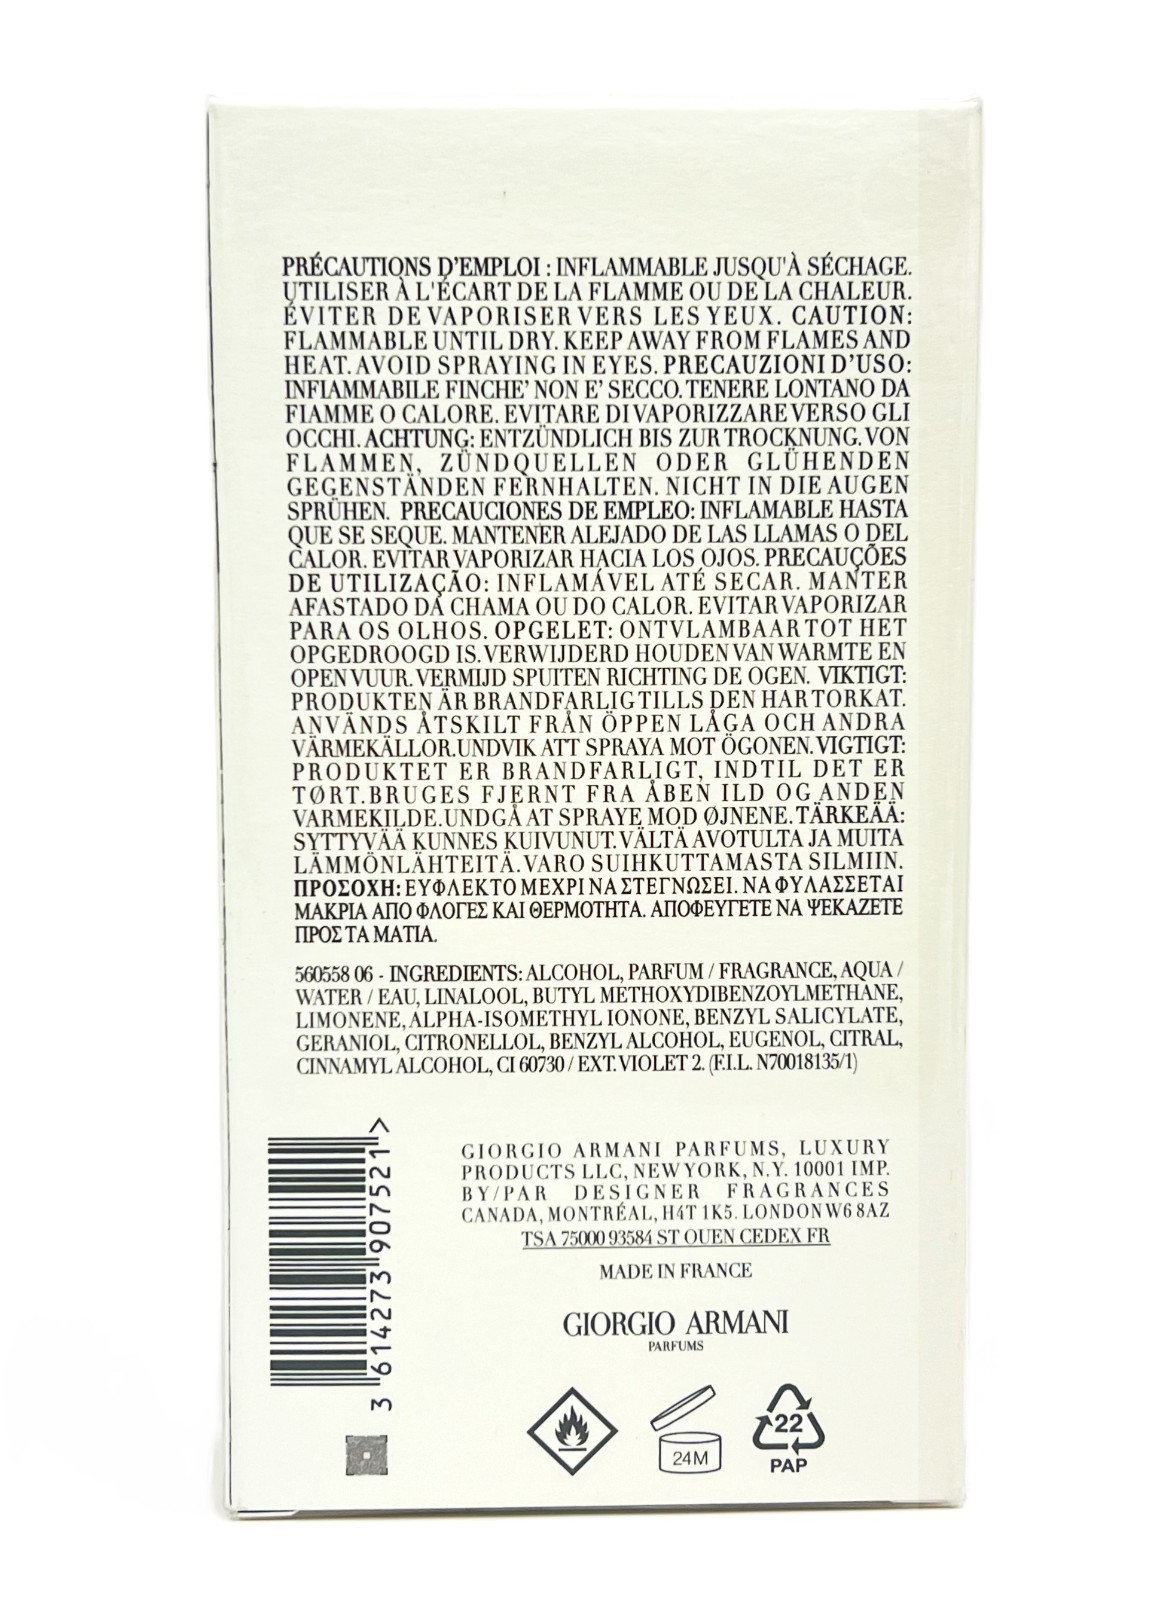 PRÉCAUTIONS D'EMPLOI : INFLAMMABLE JUSQU'À SÉCHAGE.
UTILISER À L'ÉCART DE LA FLAMME OU DE LA CHALEUR.
ÉVITER DE VAPORISER VERS LES YEUX. CAUTION:
FLAMMABLE UNTIL DRY. KEEP AWAY FROM FLAMES AND
HEAT. AVOID SPRAYING IN EYES. PRECAUZIONI D'USO:
INFIAMMABILE FINCHE' NON E' SECCO. TENERE LONTANO DA
FIAMME O CALORE. EVITARE DI VAPORIZZARE VERSO GLI
OCCHI. ACHTUNG: ENTZÜNDLICH BIS ZUR TROCKNUNG. VON
FLAMMEN, ZÜNDQUELLEN ODER GLÜHENDEN
GEGENSTÄNDEN FERNHALTEN. NICHT IN DIE AUGEN
SPRÜHEN. PRECAUCIONES DE EMPLEO: INFLAMABLE HASTA
QUE SE SEQUE. MANTENER ALEJADO DE LAS LLAMAS O DEL
CALOR. EVITAR VAPORIZAR HACIA LOS OJOS. PRECAUÇÕES
DE UTILIZAÇÃO: INFLAMÁVEL ATÉ SECAR. MANTER
AFASTADO DA CHAMA OU DO CALOR. EVITAR VAPORIZAR
PARA OS OLHOS. OPGELET: ONTVLAMBAAR TOT HET
OPGEDROOGD IS. VERWIJDERD HOUDEN VAN WARMTE EN
OPEN VUUR. VERMIJD SPUITEN RICHTING DE OGEN. VIKTIGT:
PRODUKTEN ÄR BRANDFARLIG TILLS DEN HAR TORKAT.
ANVÄNDS ÅTSKILT FRÅN ÖPPEN LÅGA OCH ANDRA
VÄRMEKÄLLOR. UNDVIK ATT SPRAYA MOT ÖGONEN. VIGTIGT:
PRODUKTET ER BRANDFARLIGT, INDTIL DET ER
TØRT. BRUGES FJERNT FRA ÅBEN ILD OG ANDEN
VARMEKILDE. UNDGÅ AT SPRAYE MOD ØJNENE. TÄRKEÄÄ:
SYTTYVÄÄ KUNNES KUIVUNUT. VÄLTÄ AVOTULTA JA MUITA
LÄMMÖNLÄHTEITÄ. VARO SUIHKUTTAMASTA SILMIIN.
ΠΡΟΣΟΧΗ: ΕΥΦΛΕΚΤΟ ΜΕΧΡΙ ΝΑ ΣΤΕΓΝΩΣΕΙ. ΝΑ ΦΥΛΑΣΣΕΤΑΙ
ΜΑΚΡΙΑ ΑΠΟ ΦΛΟΓΕΣ ΚΑΙ ΘΕΡΜΟΤΗΤΑ. ΑΠΟΦΕΥΓΕΤΕ ΝΑ ΨΕΚΑΖΕΤΕ
ΠΡΟΣ ΤΑ ΜΑΤΙΑ.
560558 06 - INGREDIENTS: ALCOHOL, PARFUM / FRAGRANCE, AQUA /
WATER / EAU, LINALOOL, BUTYL METHOXYDIBENZOYLMETHANE,
LIMONENE, ALPHA-ISOMETHYL IONONE, BENZYL SALICYLATE,
GERANIOL, CITRONELLOL, BENZYL ALCOHOL, EUGENOL, CITRAL,
CINNAMYL ALCOHOL, CI 60730 / EXT. VIOLET 2. (F.I.L. N70018135/1)
3 614273 907521 >
GIORGIO ARMANI PARFUMS, LUXURY
PRODUCTS LLC, NEW YORK, N.Y. 10001 IMP.
BY/PAR DESIGNER FRAGRANCES
CANADA, MONTRÉAL, H4T 1K5. LONDON W6 8AZ
TSA 75000 93584 ST OUEN CEDEX FR
MADE IN FRANCE
GIORGIO ARMANI
PARFUMS
24M
22
PAP